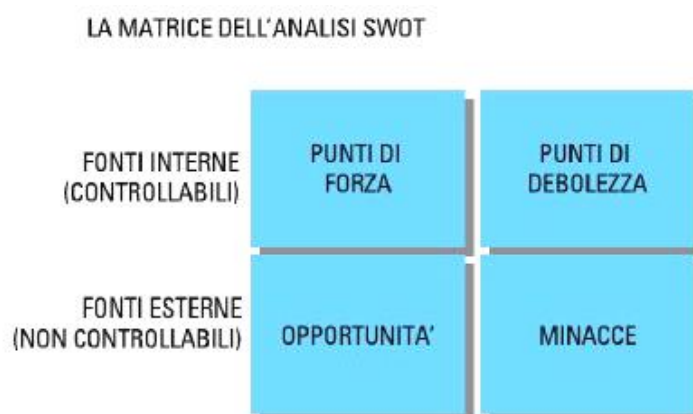 LA MATRICE DELL'ANALISI SWOT
FONTI INTERNE
(CONTROLLABILI)
PUNTI DI
FORZA
PUNTI DI
DEBOLEZZA
FONTI ESTERNE
(NON CONTROLLABILI)
OPPORTUNITA'
MINACCE